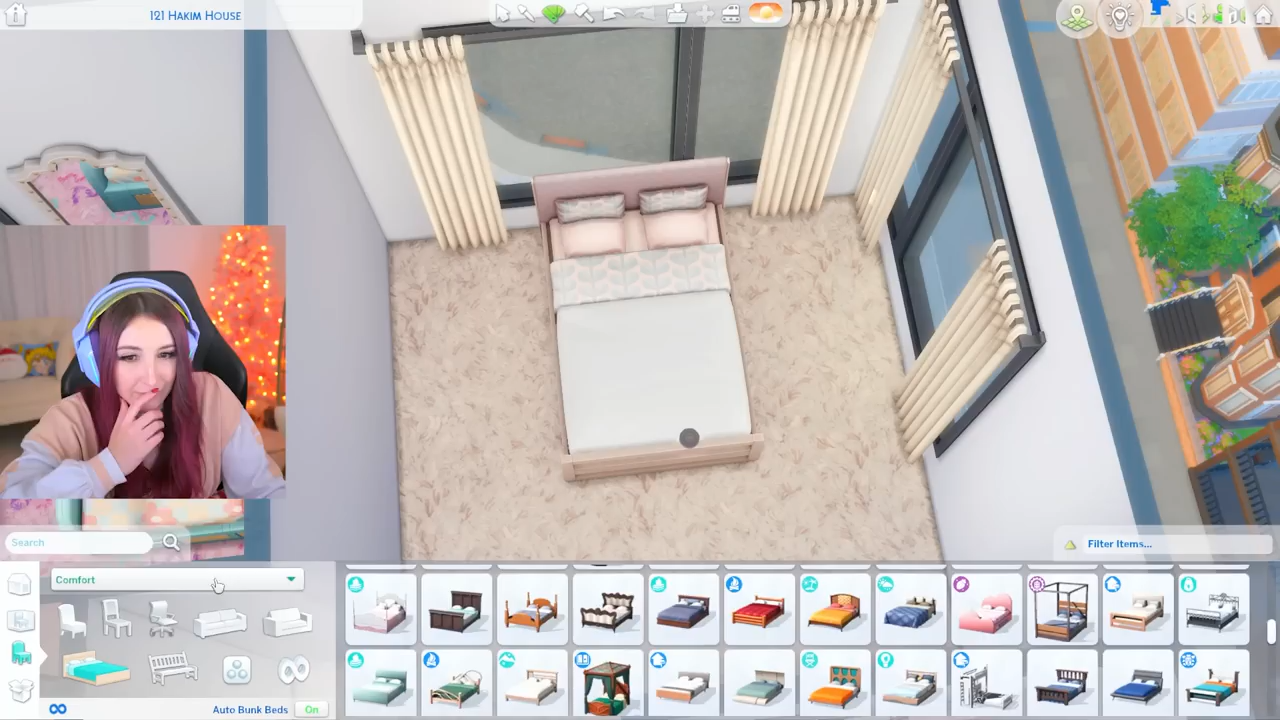 121 HAKIM HOUSE
Search
Filter Items...
Comfort
Auto Bunk Beds
On